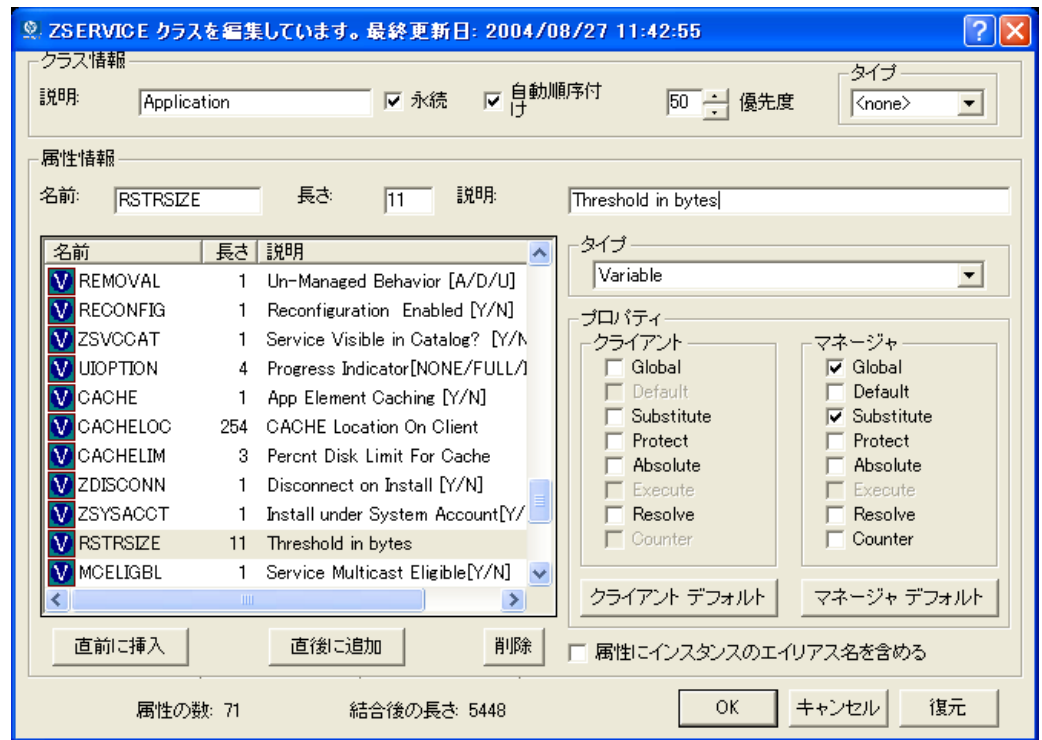 ZSERVICE クラスを編集しています。最終更新日: 2004/08/27 11:42:55
クラス情報
説明: Application 永続 自動順序付け 50 優先度
タイプ
<none>
属性情報
名前: RSTRSIZE 長さ: 11 説明: Threshold in bytes
名前 長さ 説明
V REMOVAL 1 Un-Managed Behavior [A/D/U]
V RECONFIG 1 Reconfiguration Enabled [Y/N]
V ZSVCCAT 1 Service Visible in Catalog? [Y/N
V UIOPTION 4 Progress Indicator[NONE/FULL/I
V CACHE 1 App Element Caching [Y/N]
V CACHELOC 254 CACHE Location On Client
V CACHELIM 3 Percnt Disk Limit For Cache
V ZDISCONN 1 Disconnect on Install [Y/N]
V ZSYSACCT 1 Install under System Account[Y/
V RSTRSIZE 11 Threshold in bytes
V MCELIGBL 1 Service Multicast Eligible[Y/N]
直前に挿入 直後に追加 削除
タイプ
Variable
プロパティ
クライアント
Global
Default
Substitute
Protect
Absolute
Execute
Resolve
Counter
クライアント デフォルト
マネージャ
Global
Default
Substitute
Protect
Absolute
Execute
Resolve
Counter
マネージャ デフォルト
属性にインスタンスのエイリアス名を含める
属性の数: 71 結合後の長さ: 5448
OK キャンセル 復元